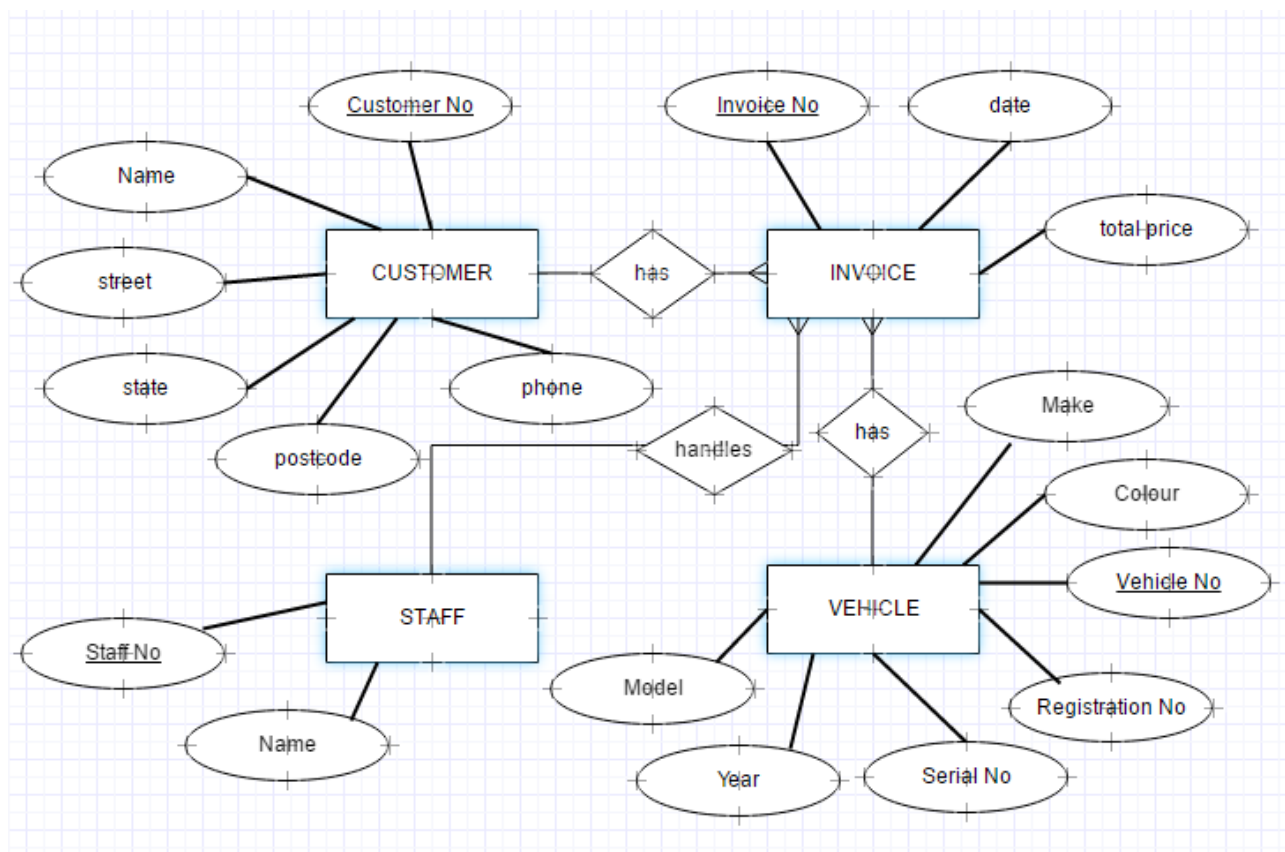 Customer No
Invoice No
date
Name
total price
CUSTOMER
has
INVOICE
street
state
phone
Make
postcode
handles
has
Colour
Vehicle No
STAFF
VEHICLE
Staff No
Model
Registration No
Name
Year
Serial No